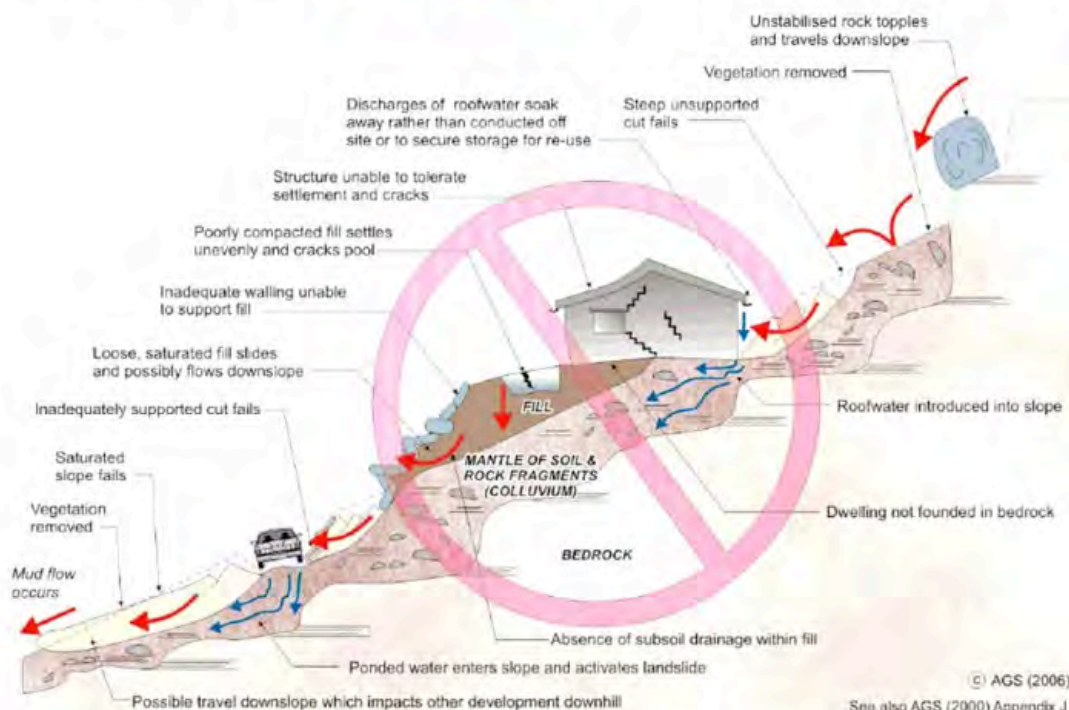 Unstabilised rock topples
and travels downslope
Vegetation removed
Discharges of roofwater soak
away rather than conducted off
site or to secure storage for re-use
Steep unsupported
cut fails
Structure unable to tolerate
settlement and cracks
Poorly compacted fill settles
unevenly and cracks pool
Inadequate walling unable
to support fill
Loose, saturated fill slides
and possibly flows downslope
Inadequately supported cut fails
Roofwater introduced into slope
FILL
MANTLE OF SOIL &
ROCK FRAGMENTS
(COLLUVIUM)
Saturated
slope fails
Vegetation
removed
Dwelling not founded in bedrock
BEDROCK
Mud flow
occurs
Absence of subsoil drainage within fill
Ponded water enters slope and activates landslide
Possible travel downslope which impacts other development downhill
© AGS (2006)
See also AGS (2000) Appendix J